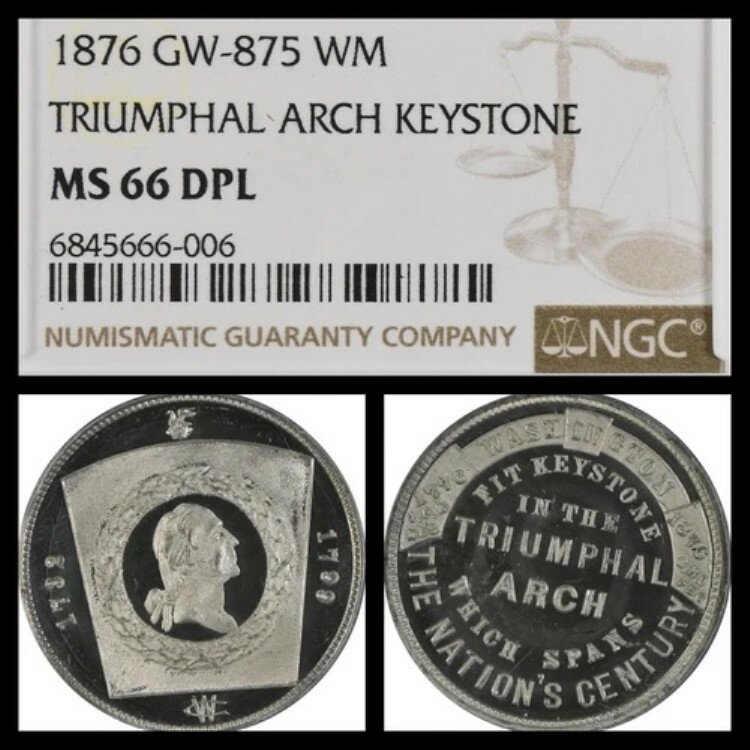 1876 GW-875 WM
TRIUMPHAL ARCH KEYSTONE
MS 66 DPL
6845666-006
NUMISMATIC GUARANTY COMPANY
NGC®
1732
1799
GW
WASHINGTON
FIT KEYSTONE
IN THE
TRIUMPHAL
ARCH
WHICH SPANS
THE NATION'S CENTURY